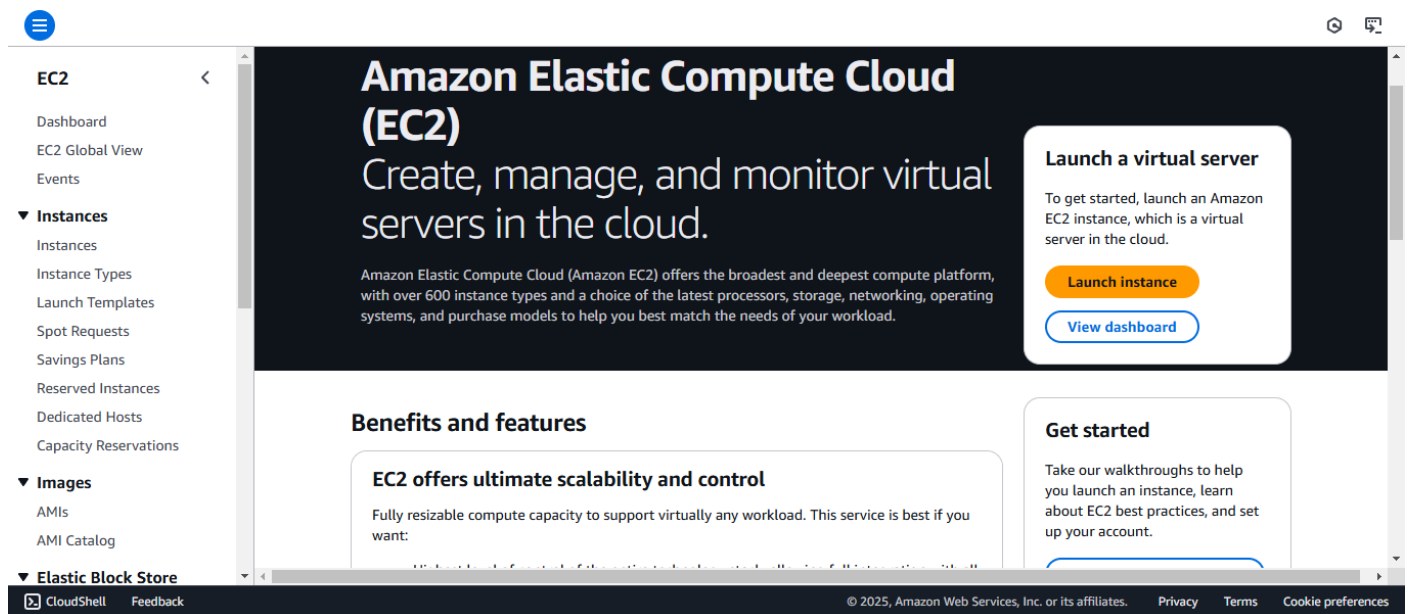 EC2
Dashboard
EC2 Global View
Events
Instances
Instances
Instance Types
Launch Templates
Spot Requests
Savings Plans
Reserved Instances
Dedicated Hosts
Capacity Reservations
Images
AMIs
AMI Catalog
Elastic Block Store
Amazon Elastic Compute Cloud
(EC2)
Create, manage, and monitor virtual
servers in the cloud.
Amazon Elastic Compute Cloud (Amazon EC2) offers the broadest and deepest compute platform,
with over 600 instance types and a choice of the latest processors, storage, networking, operating
systems, and purchase models to help you best match the needs of your workload.
Launch a virtual server
To get started, launch an Amazon
EC2 instance, which is a virtual
server in the cloud.
Launch instance
View dashboard
Benefits and features
EC2 offers ultimate scalability and control
Fully resizable compute capacity to support virtually any workload. This service is best if you
want:
Get started
Take our walkthroughs to help
you launch an instance, learn
about EC2 best practices, and set
up your account.
CloudShell Feedback
© 2025, Amazon Web Services, Inc. or its affiliates. Privacy Terms Cookie preferences